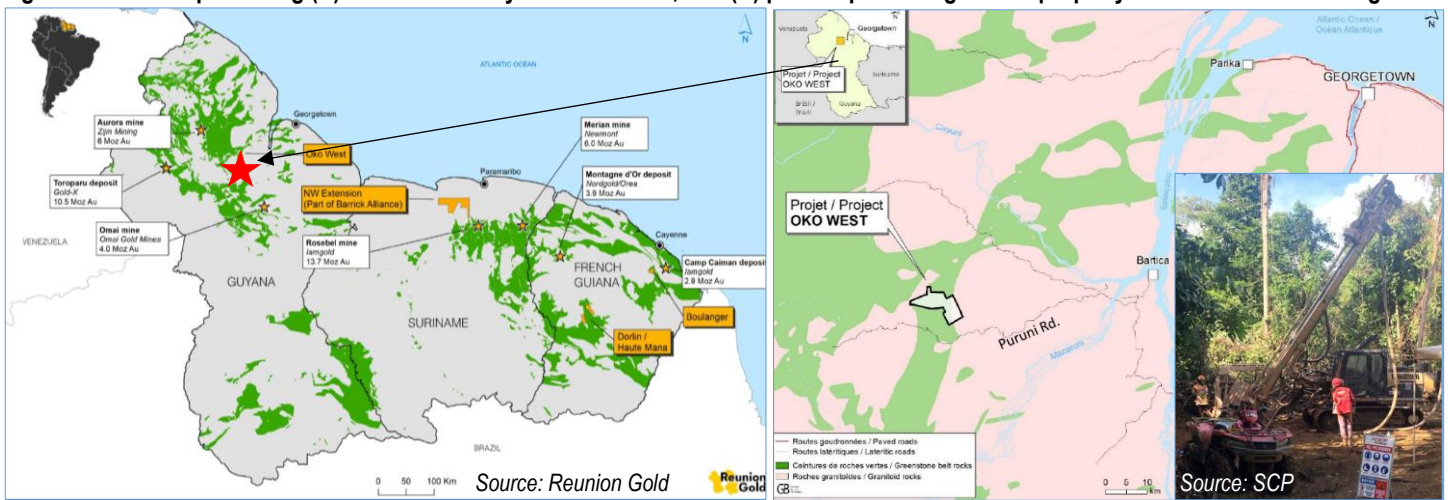 ATLANTIC OCEAN
N
Georgetown
Aurora mine
Zijin Mining
6 Moz Au
Oko West
Merian mine
Newmont
6.0 Moz Au
Paramaribo
Toroparu deposit
Gold-X
10.5 Moz Au
NW Extension
(Part of Barrick Alliance)
Montagne d'Or deposit
Nordgold/Orea
3.9 Moz Au
Omai mine
Omai Gold Mines
4.0 Moz Au
Rosebel mine
Iamgold
13.7 Moz Au
Cayenne
VENEZUELA
GUYANA
FRENCH
GUIANA
Camp Caiman deposit
Iamgold
2.9 Moz Au
SURINAME
Boulanger
Dorlin /
Haute Mana
BRAZIL
0 50 100 Km
Source: Reunion Gold
Reunion
Gold
Venezuela
Georgetown
Projet / Project
OKO WEST
Suriname
Brésil /
Brazil
Guyana
Atlantic Ocean /
Océan Atlantique
N
Parika
GEORGETOWN
Cuyuni
Essequibo
Projet / Project
OKO WEST
Bartica
Puruni Rd.
Mazaruni
Routes goudronnées / Paved roads
Routes latéritiques / Lateritic roads
Ceintures de roches vertes / Greenstone belt rocks
Roches granitoïdes / Granitoid rocks
0 5 10
km
Source: SCP